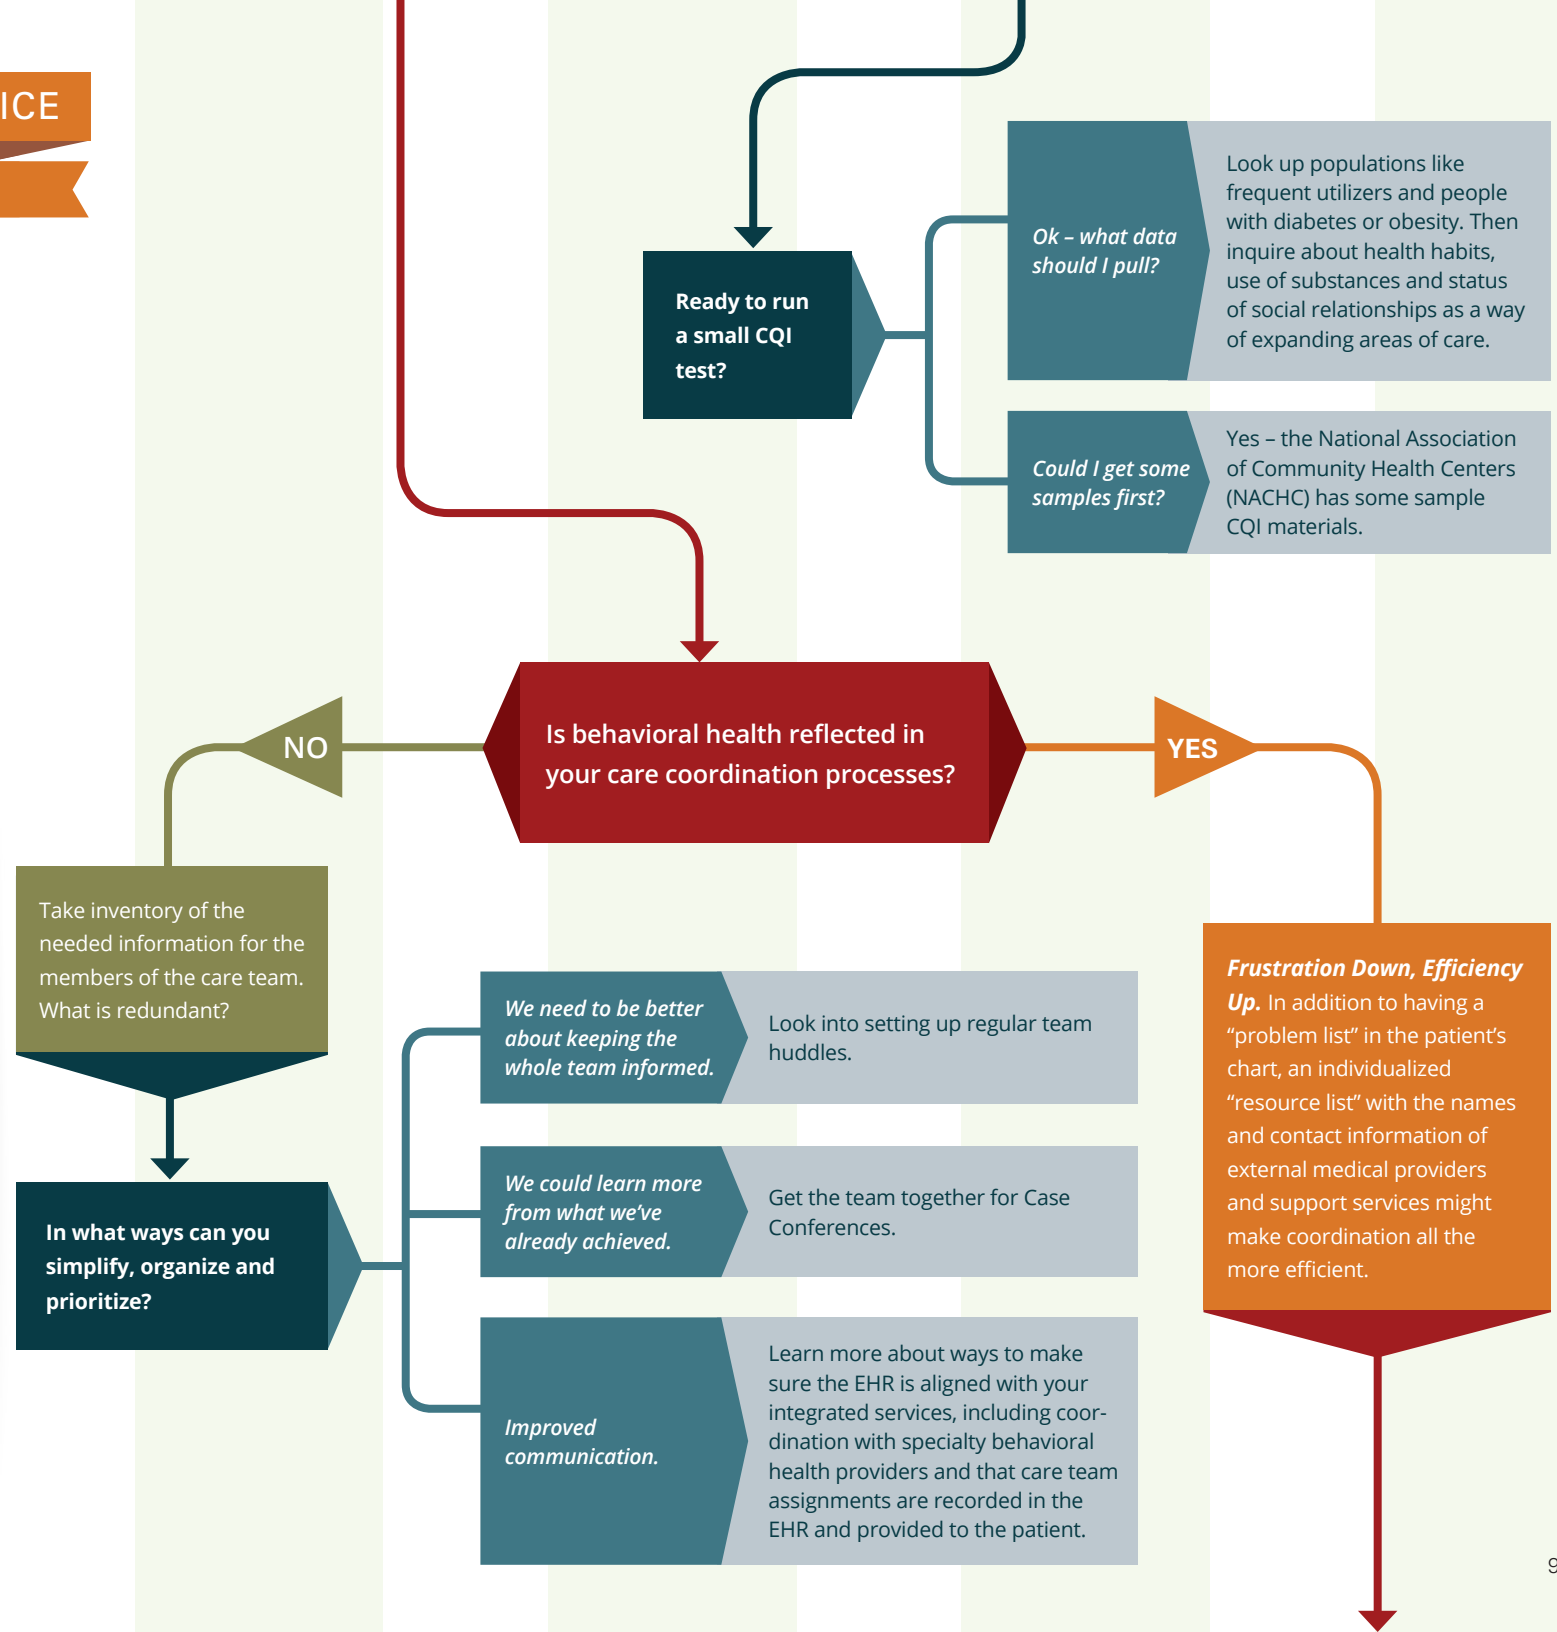 ICE
Ready to run
a small CQI
test?
Ok – what data
should I pull?
Look up populations like
frequent utilizers and people
with diabetes or obesity. Then
inquire about health habits,
use of substances and status
of social relationships as a way
of expanding areas of care.
Could I get some
samples first?
Yes – the National Association
of Community Health Centers
(NACHC) has some sample
CQI materials.
Is behavioral health reflected in
your care coordination processes?
NO
YES
Take inventory of the
needed information for the
members of the care team.
What is redundant?
In what ways can you
simplify, organize and
prioritize?
We need to be better
about keeping the
whole team informed.
Look into setting up regular team
huddles.
We could learn more
from what we’ve
already achieved.
Get the team together for Case
Conferences.
Improved
communication.
Learn more about ways to make
sure the EHR is aligned with your
integrated services, including coor-
dination with specialty behavioral
health providers and that care team
assignments are recorded in the
EHR and provided to the patient.
Frustration Down, Efficiency
Up. In addition to having a
“problem list” in the patient’s
chart, an individualized
“resource list” with the names
and contact information of
external medical providers
and support services might
make coordination all the
more efficient.
9